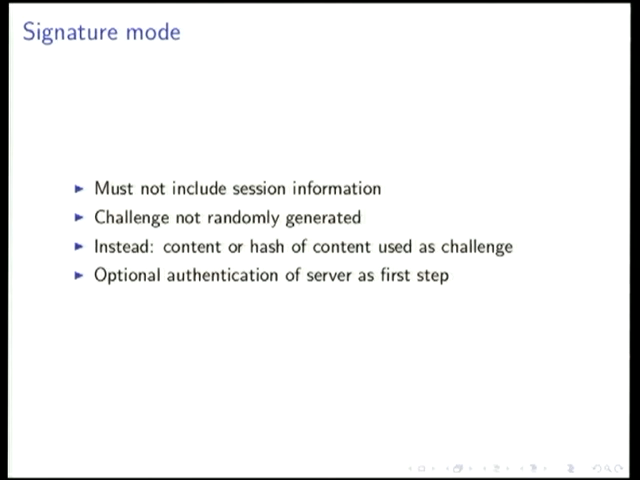 Signature mode
Must not include session information
Challenge not randomly generated
Instead: content or hash of content used as challenge
Optional authentication of server as first step